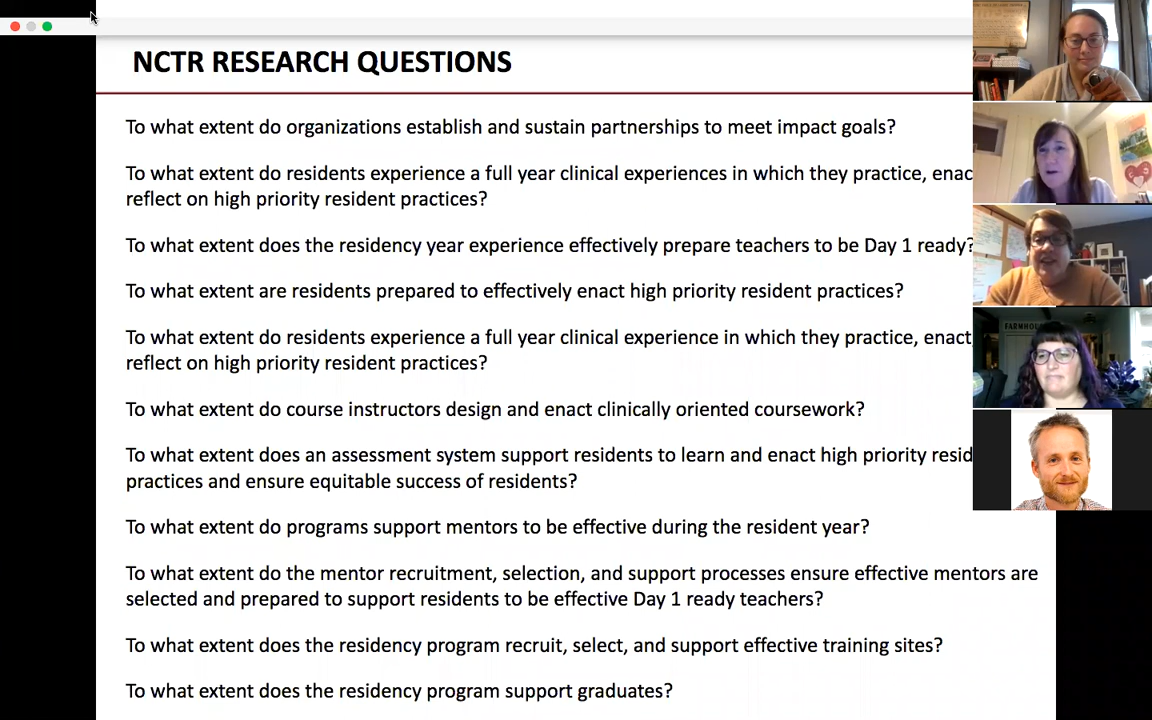 NCTR RESEARCH QUESTIONS
To what extent do organizations establish and sustain partnerships to meet impact goals?
To what extent do residents experience a full year clinical experiences in which they practice, enac
reflect on high priority resident practices?
To what extent does the residency year experience effectively prepare teachers to be Day 1 ready?
To what extent are residents prepared to effectively enact high priority resident practices?
To what extent do residents experience a full year clinical experience in which they practice, enact,
reflect on high priority resident practices?
To what extent do course instructors design and enact clinically oriented coursework?
To what extent does an assessment system support residents to learn and enact high priority resid
practices and ensure equitable success of residents?
To what extent do programs support mentors to be effective during the resident year?
To what extent do the mentor recruitment, selection, and support processes ensure effective mentors are
selected and prepared to support residents to be effective Day 1 ready teachers?
To what extent does the residency program recruit, select, and support effective training sites?
To what extent does the residency program support graduates?